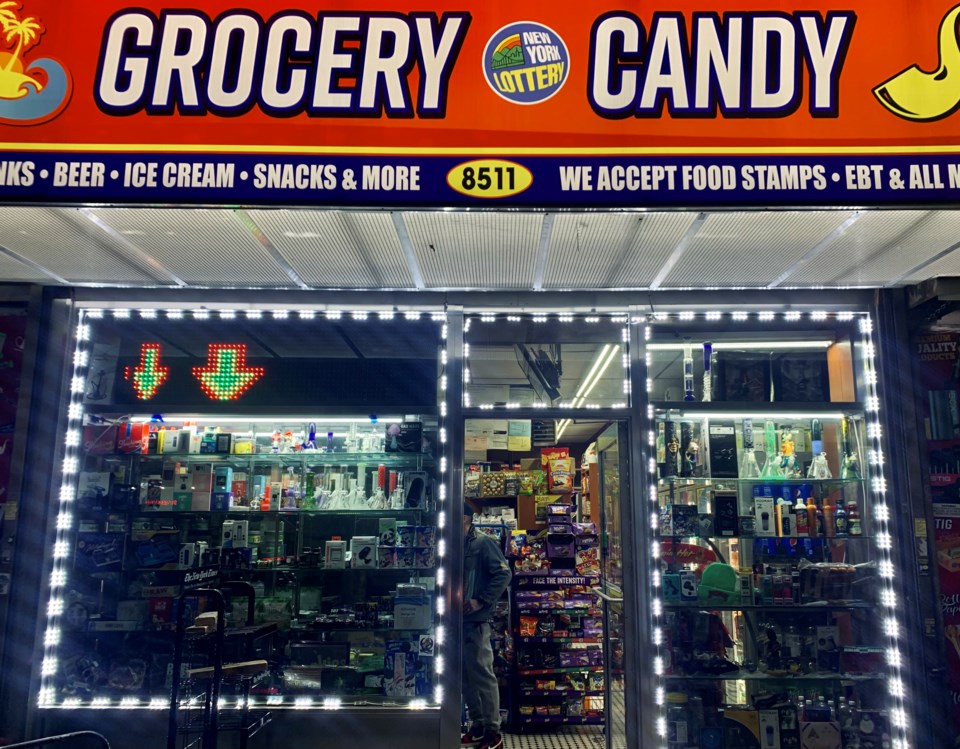 GROCERY
NEW
YORK
LOTTERY
CANDY
NKS • BEER • ICE CREAM • SNACKS & MORE
8511
WE ACCEPT FOOD STAMPS • EBT & ALL
FACE THE INTENSITY!